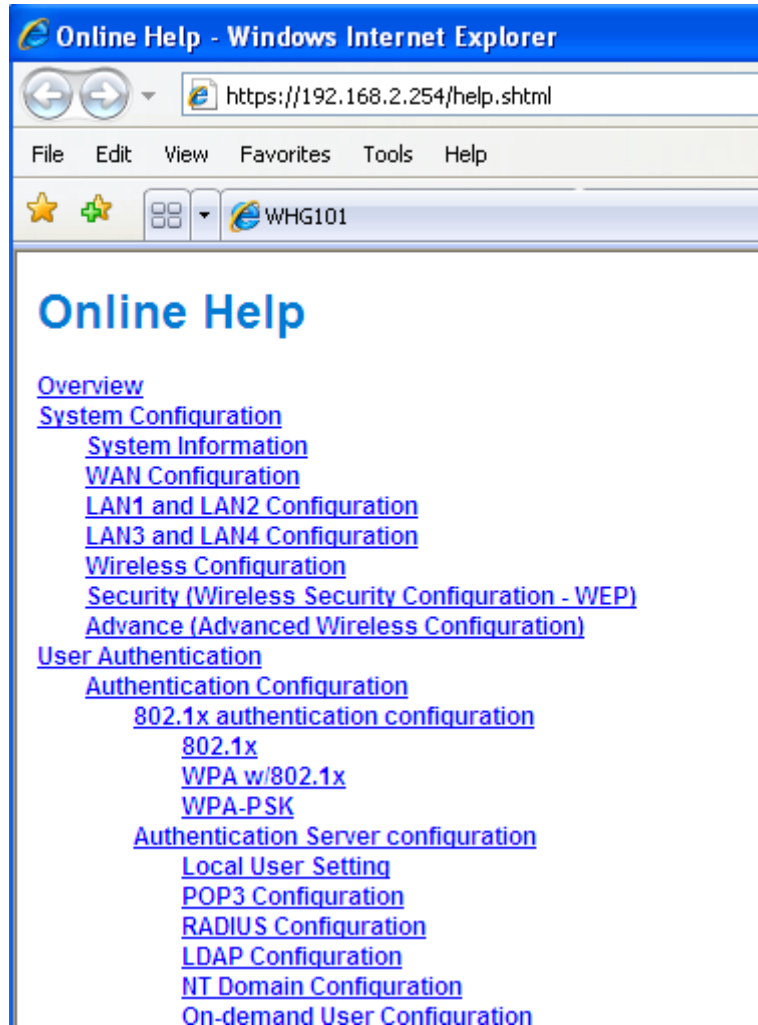 Online Help - Windows Internet Explorer
https://192.168.2.254/help.shtml
File Edit View Favorites Tools Help
WHG101
Online Help
Overview
System Configuration
System Information
WAN Configuration
LAN1 and LAN2 Configuration
LAN3 and LAN4 Configuration
Wireless Configuration
Security (Wireless Security Configuration - WEP)
Advance (Advanced Wireless Configuration)
User Authentication
Authentication Configuration
802.1x authentication configuration
802.1x
WPA w/802.1x
WPA-PSK
Authentication Server configuration
Local User Setting
POP3 Configuration
RADIUS Configuration
LDAP Configuration
NT Domain Configuration
On-demand User Configuration